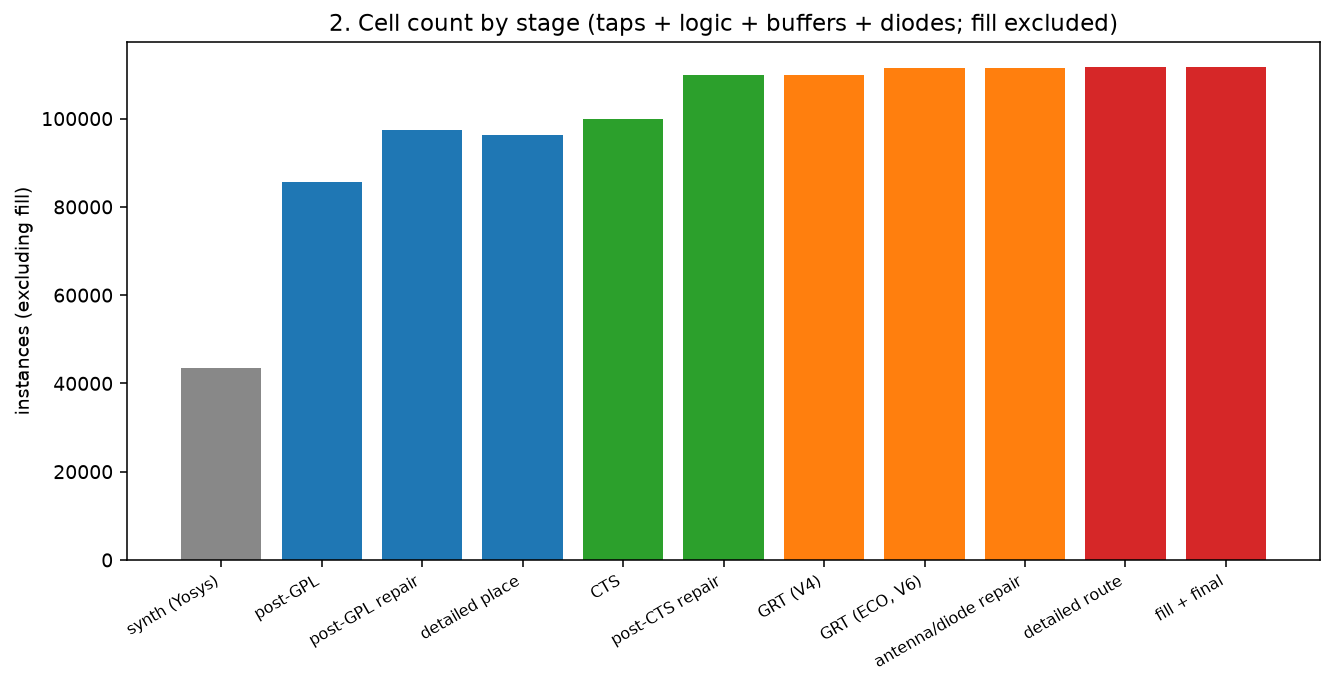 2. Cell count by stage (taps + logic + buffers + diodes; fill excluded)
instances (excluding fill)
100000
80000
60000
40000
20000
0
synth (Yosys)
post-GPL
post-GPL repair
detailed place
CTS
post-CTS repair
GRT (V4)
GRT (ECO, V6)
antenna/diode repair
detailed route
fill + final